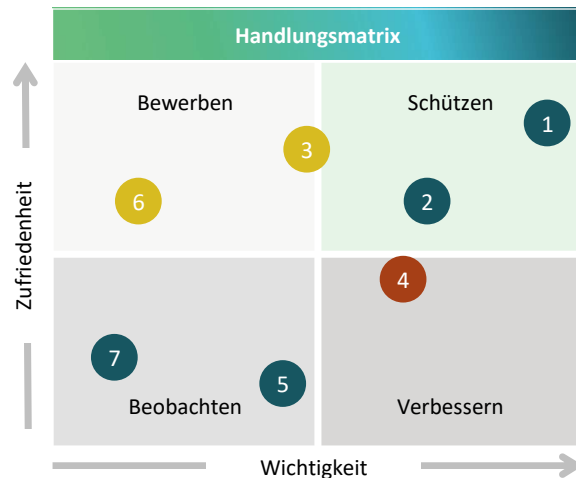 Handlungsmatrix
Bewerben
Schützen
1
3
6
2
Zufriedenheit
4
7
5
Beobachten
Verbessern
Wichtigkeit